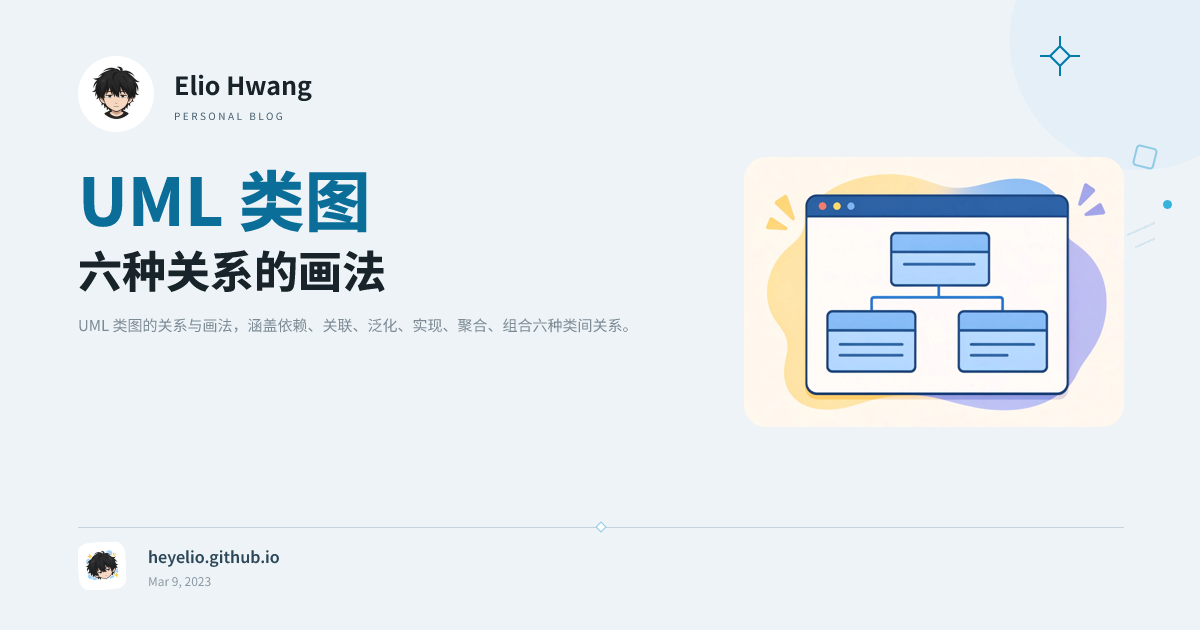 Elio Hwang
PERSONAL BLOG
UML 类图
六种关系的画法
UML 类图的关系与画法，涵盖依赖、关联、泛化、实现、聚合、组合六种类间关系。
heyelio.github.io
Mar 9, 2023